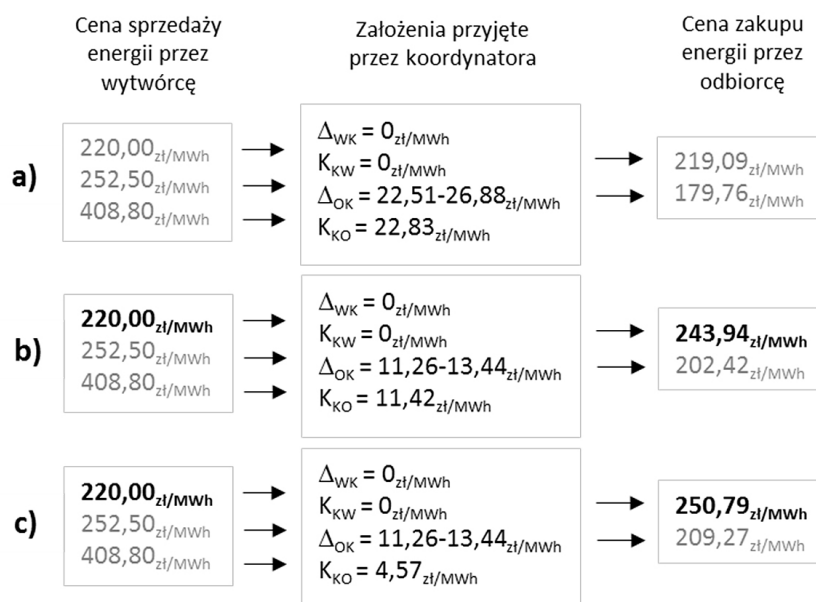 Cena sprzedaży
energii przez
wytwórcę
Założenia przyjęte
przez koordynatora
Cena zakupu
energii przez
odbiorcę
a)
220,00zł/MWh
252,50zł/MWh
408,80zł/MWh
ΔWK = 0zł/MWh
KKW = 0zł/MWh
ΔOK = 22,51-26,88zł/MWh
KKO = 22,83zł/MWh
219,09zł/MWh
179,76zł/MWh
b)
220,00zł/MWh
252,50zł/MWh
408,80zł/MWh
ΔWK = 0zł/MWh
KKW = 0zł/MWh
ΔOK = 11,26-13,44zł/MWh
KKO = 11,42zł/MWh
243,94zł/MWh
202,42zł/MWh
c)
220,00zł/MWh
252,50zł/MWh
408,80zł/MWh
ΔWK = 0zł/MWh
KKW = 0zł/MWh
ΔOK = 11,26-13,44zł/MWh
KKO = 4,57zł/MWh
250,79zł/MWh
209,27zł/MWh